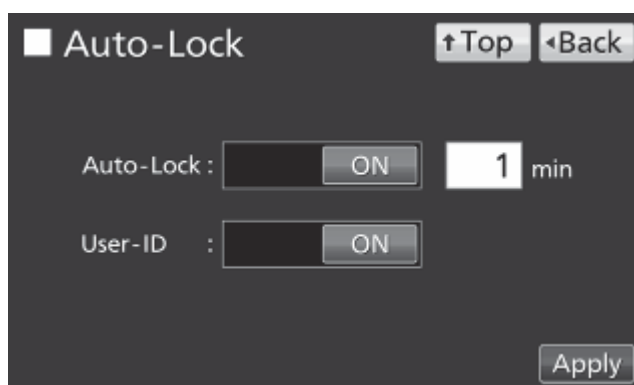 Auto-Lock ↑Top ◂Back
Auto-Lock : ON 1 min
User-ID : ON
Apply